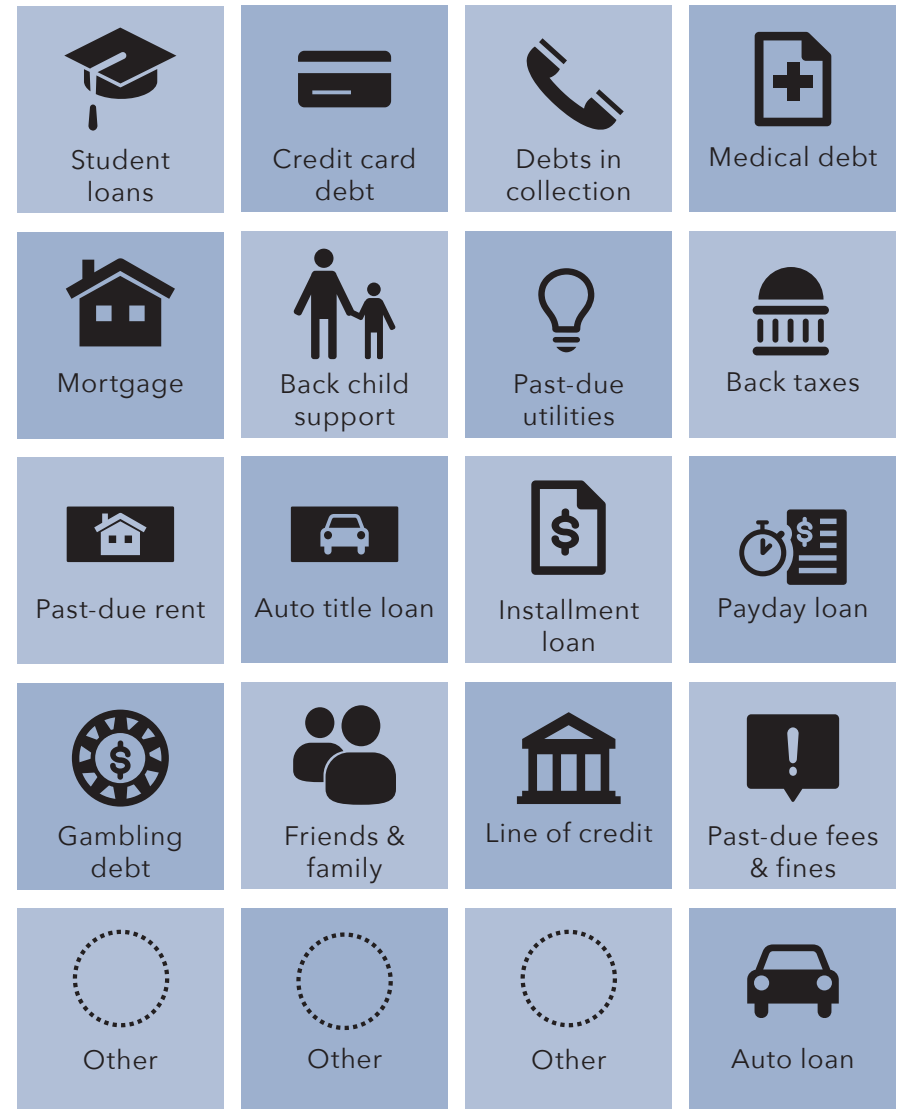 Student
loans
Credit card
debt
Debts in
collection
Medical debt
Mortgage
Back child
support
Past-due
utilities
Back taxes
Past-due rent
Auto title loan
$
Installment
loan
$
Payday loan
$
Gambling
debt
Friends &
family
Line of credit
!
Past-due fees
& fines
Other
Other
Other
Auto loan